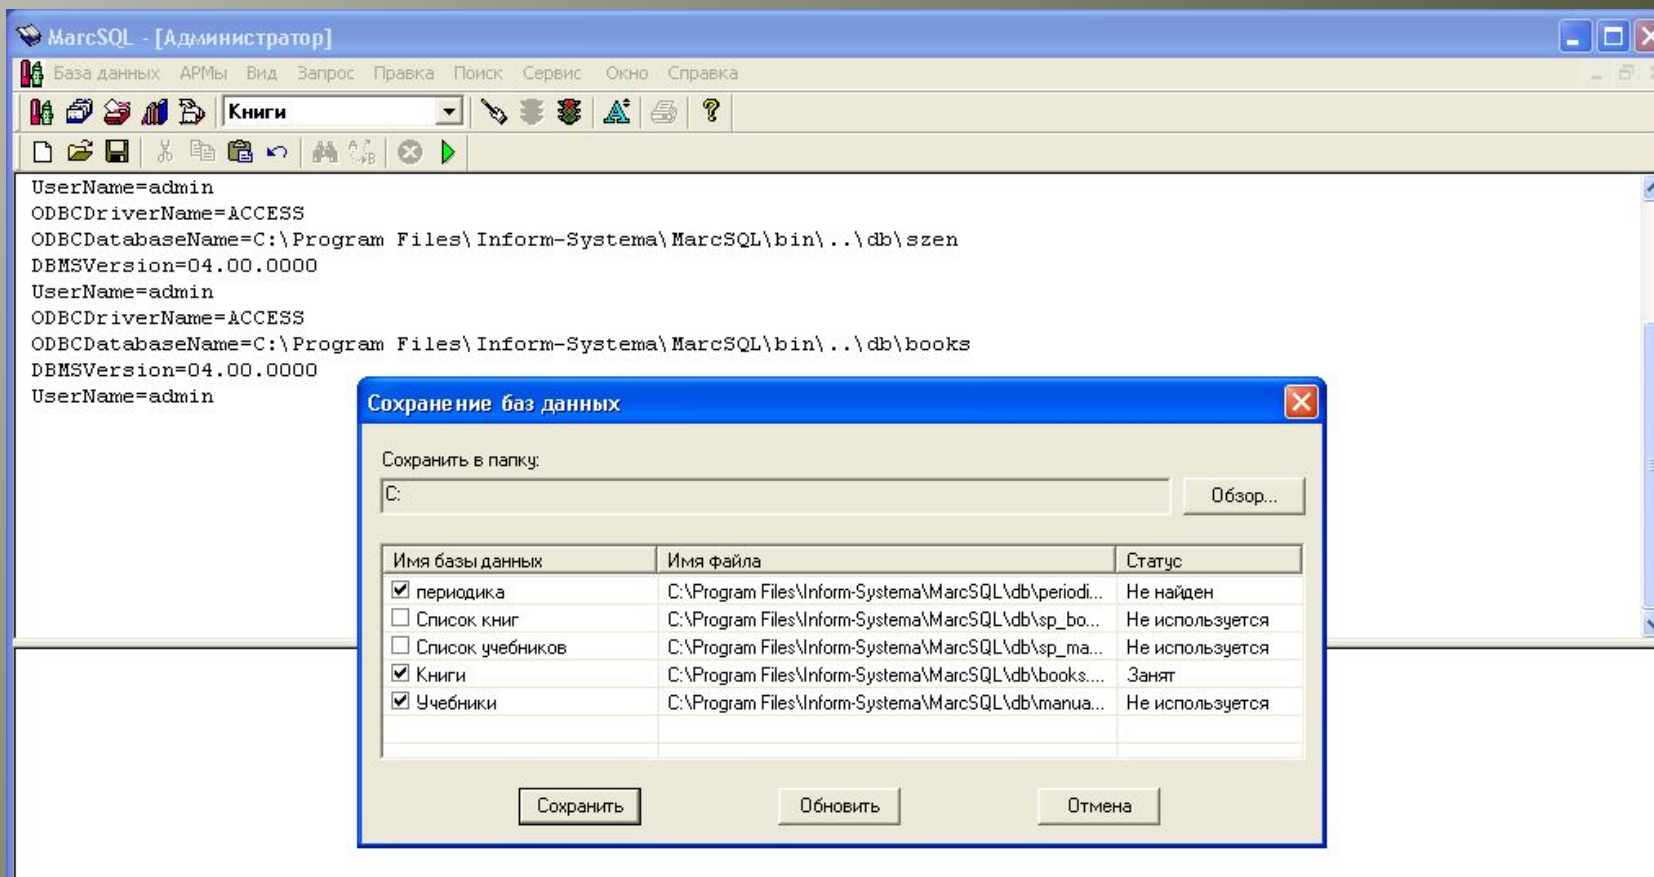 MarcSQL - [Администратор]
База данных АРМы Вид Запрос Правка Поиск Сервис Окно Справка
Книги
UserName=admin
ODBCDriverName=ACCESS
ODBCDatabaseName=C:\Program Files\Inform-Systema\MarcSQL\bin\..\db\szen
DBMSVersion=04.00.0000
UserName=admin
ODBCDriverName=ACCESS
ODBCDatabaseName=C:\Program Files\Inform-Systema\MarcSQL\bin\..\db\books
DBMSVersion=04.00.0000
UserName=admin
Сохранение баз данных
Сохранить в папку:
C: Обзор...
Имя базы данных Имя файла Статус
периодика C:\Program Files\Inform-Systema\MarcSQL\db\periodi... Не найден
Список книг C:\Program Files\Inform-Systema\MarcSQL\db\sp_bo... Не используется
Список учебников C:\Program Files\Inform-Systema\MarcSQL\db\sp_ma... Не используется
Книги C:\Program Files\Inform-Systema\MarcSQL\db\books.... Занят
Учебники C:\Program Files\Inform-Systema\MarcSQL\db\manua... Не используется
Сохранить Обновить Отмена